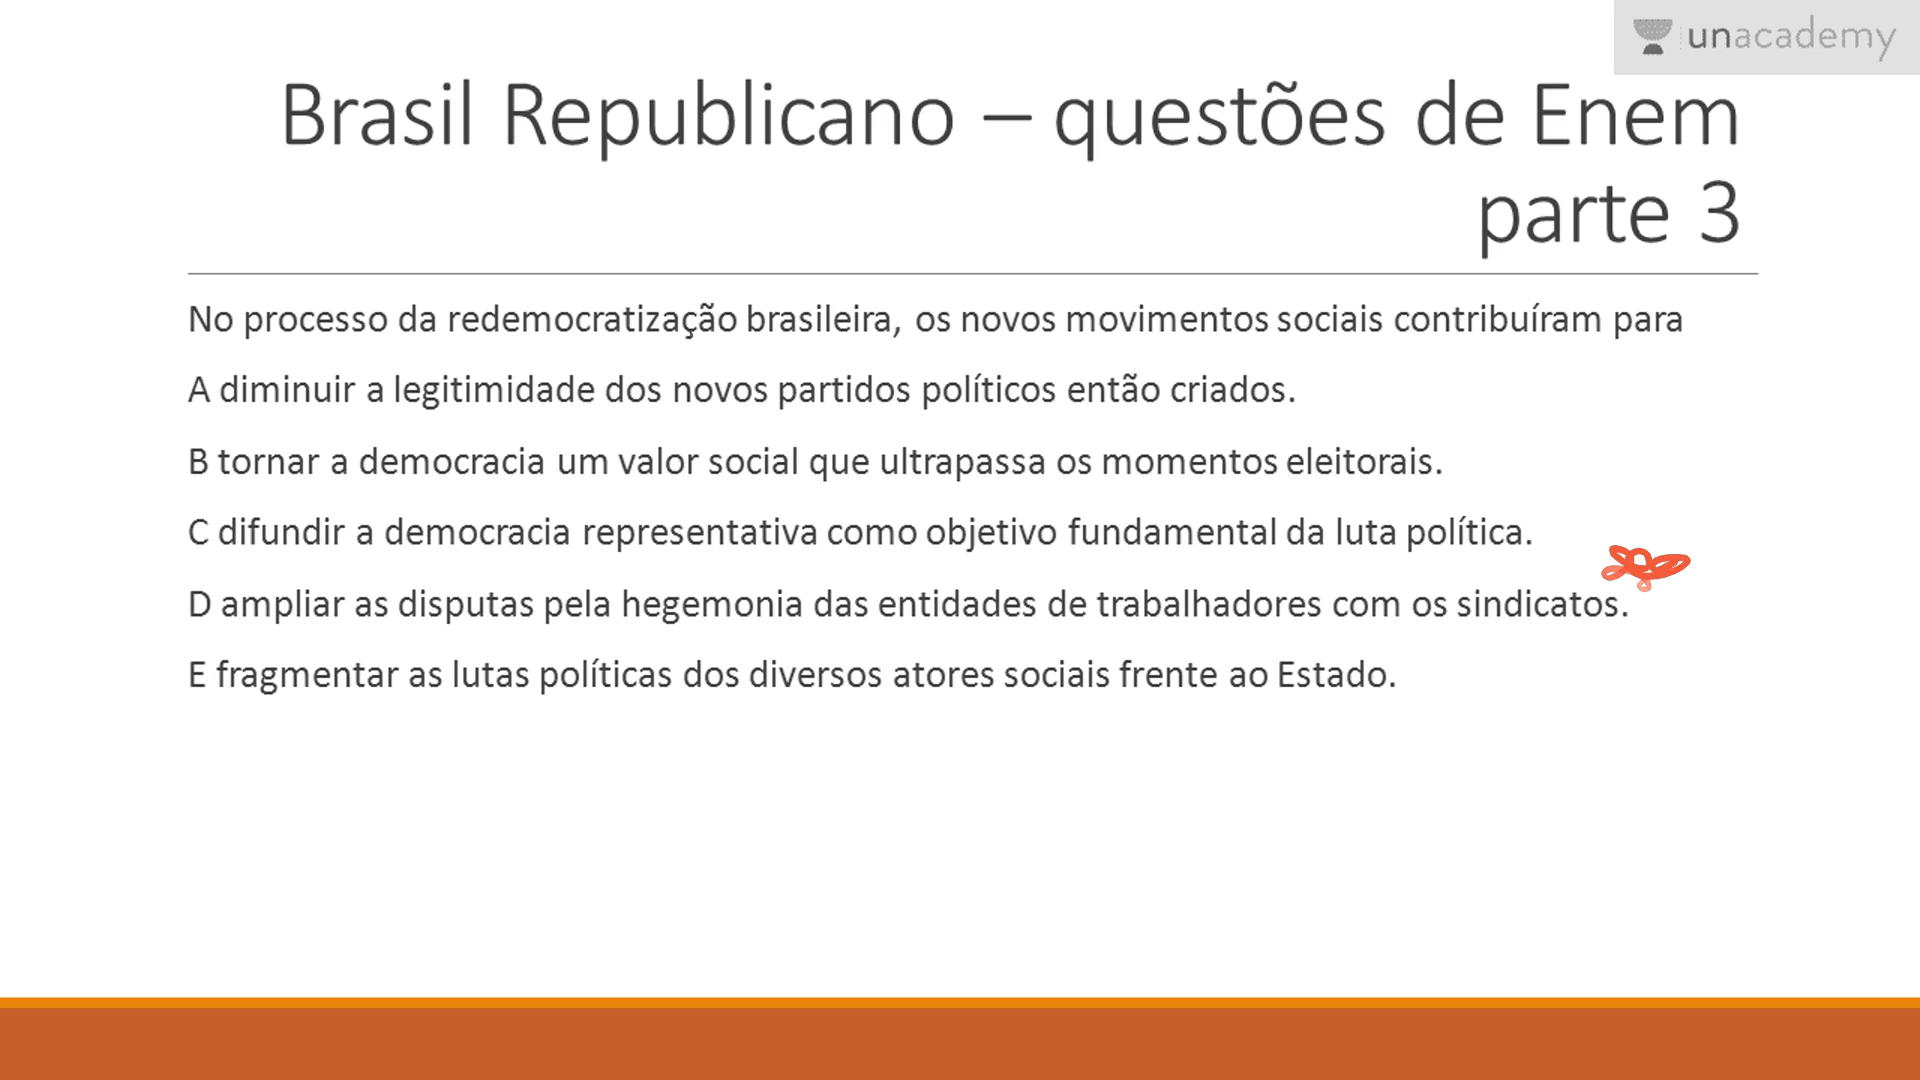 unacademy
Brasil Republicano – questões de Enem
parte 3
No processo da redemocratização brasileira, os novos movimentos sociais contribuíram para
A diminuir a legitimidade dos novos partidos políticos então criados.
B tornar a democracia um valor social que ultrapassa os momentos eleitorais.
C difundir a democracia representativa como objetivo fundamental da luta política.
D ampliar as disputas pela hegemonia das entidades de trabalhadores com os sindicatos.
E fragmentar as lutas políticas dos diversos atores sociais frente ao Estado.